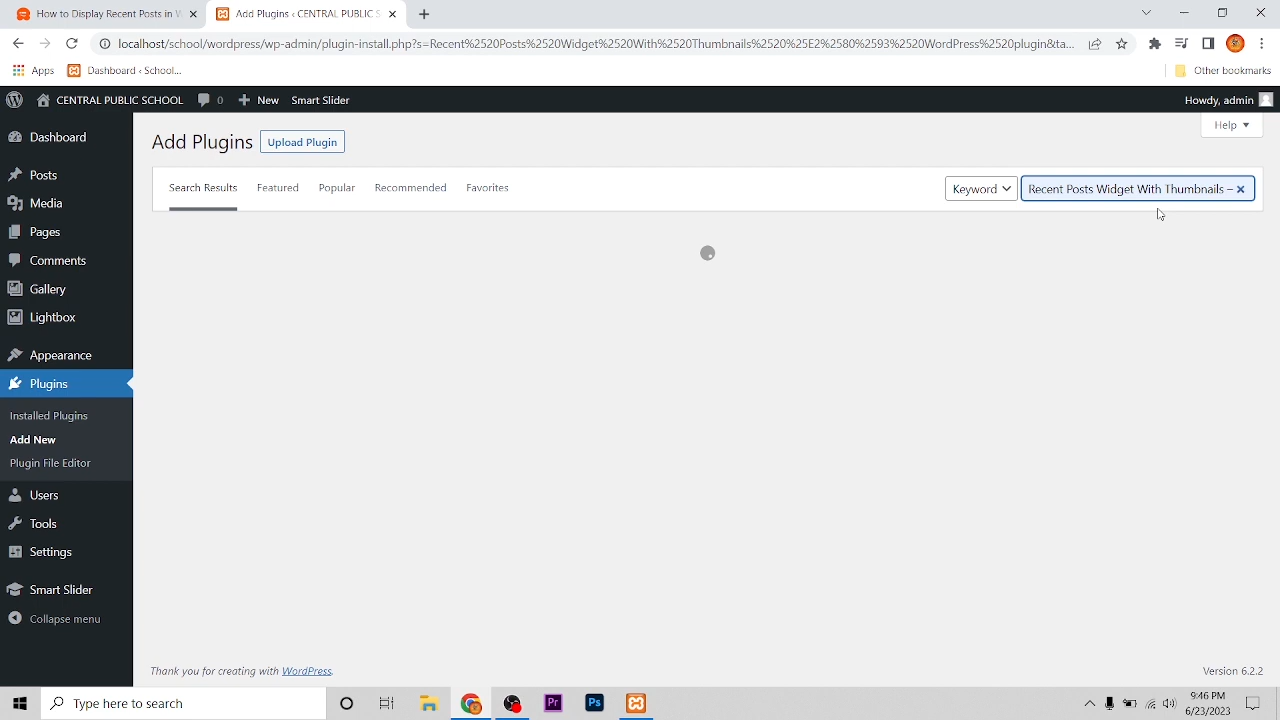 How to Display Recent Posts in W
Add Plugins ‹ CENTRAL PUBLIC S
localhost/school/wordpress/wp-admin/plugin-install.php?s=Recent%2520Posts%2520Widget%2520With%2520Thumbnails%2520%25E2%2580%2593%2520WordPress%2520plugin&ta...
Apps
Dashboard ‹ School...
Other bookmarks
CENTRAL PUBLIC SCHOOL
0
New
Smart Slider
Howdy, admin
Dashboard
Posts
Media
Pages
Comments
Gallery
Lightbox
Appearance
Plugins
Installed Plugins
Add New
Plugin File Editor
Users
Tools
Settings
Smart Slider
Collapse menu
Add Plugins
Upload Plugin
Help
Search Results
Featured
Popular
Recommended
Favorites
Keyword
Recent Posts Widget With Thumbnails –
Thank you for creating with WordPress.
Version 6.2.2
Type here to search
Pr
Ps
9:46 PM
6/23/2023